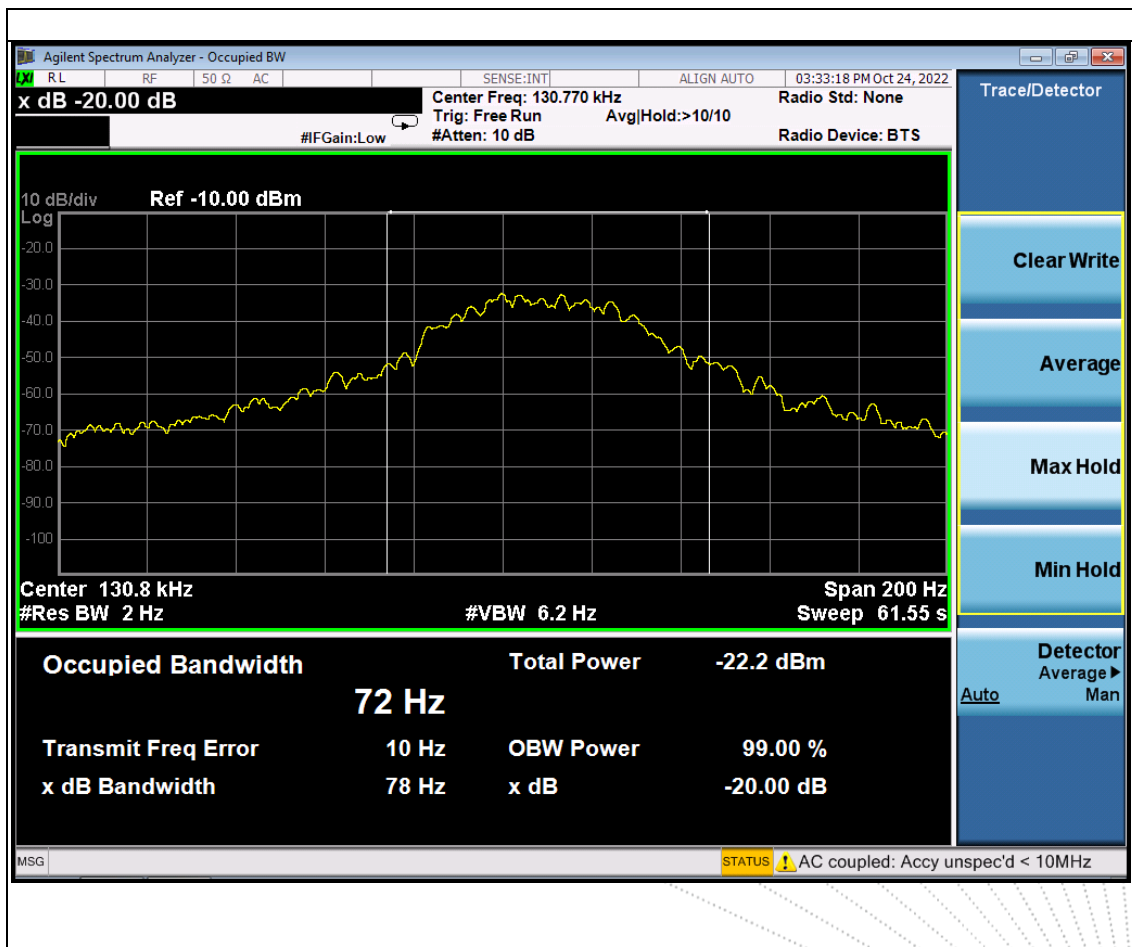 Agilent Spectrum Analyzer - Occupied BW
LXI RL RF 50 Ω AC SENSE:INT ALIGN AUTO 03:33:18 PM Oct 24, 2022
x dB -20.00 dB
Center Freq: 130.770 kHz Radio Std: None
Trig: Free Run Avg|Hold:>10/10
#IFGain:Low #Atten: 10 dB Radio Device: BTS
Trace/Detector
10 dB/div Ref -10.00 dBm
Log
-20.0
-30.0
-40.0
-50.0
-60.0
-70.0
-80.0
-90.0
-100
Center 130.8 kHz Span 200 Hz
#Res BW 2 Hz #VBW 6.2 Hz Sweep 61.55 s
Clear Write
Average
Max Hold
Min Hold
Detector
Average
Auto Man
Occupied Bandwidth Total Power -22.2 dBm
72 Hz
Transmit Freq Error 10 Hz OBW Power 99.00 %
x dB Bandwidth 78 Hz x dB -20.00 dB
MSG STATUS AC coupled: Accy unspec'd < 10MHz